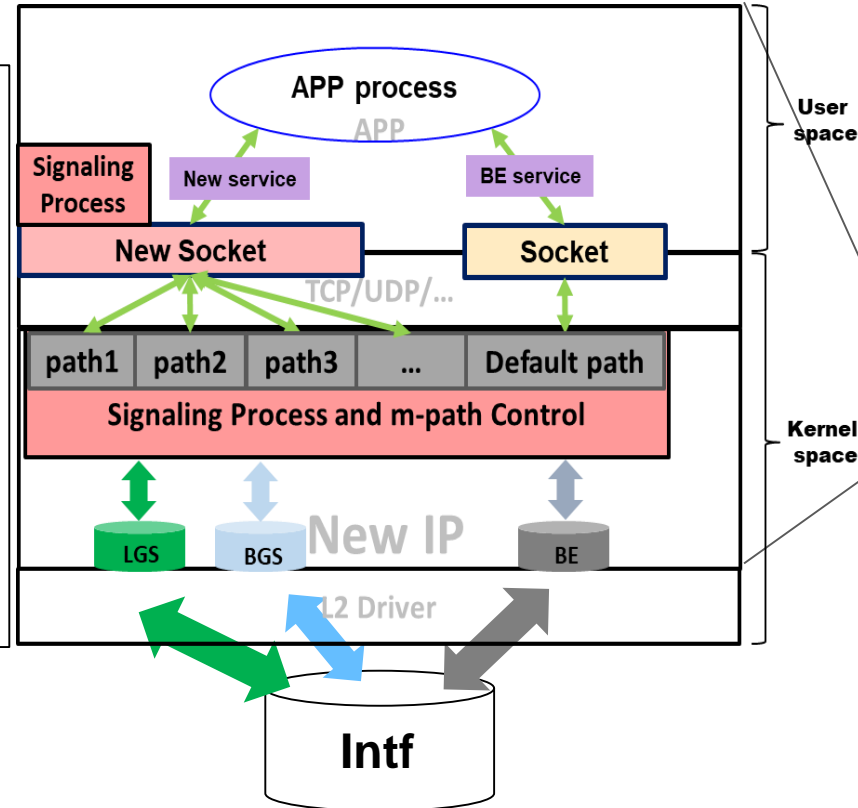 APP process
APP
User
space
Signaling
Process
New service
BE service
New Socket
Socket
TCP/UDP/...
path1
path2
path3
...
Default path
Signaling Process and m-path Control
Kernel
space
New IP
LGS
BGS
BE
L2 Driver
Intf